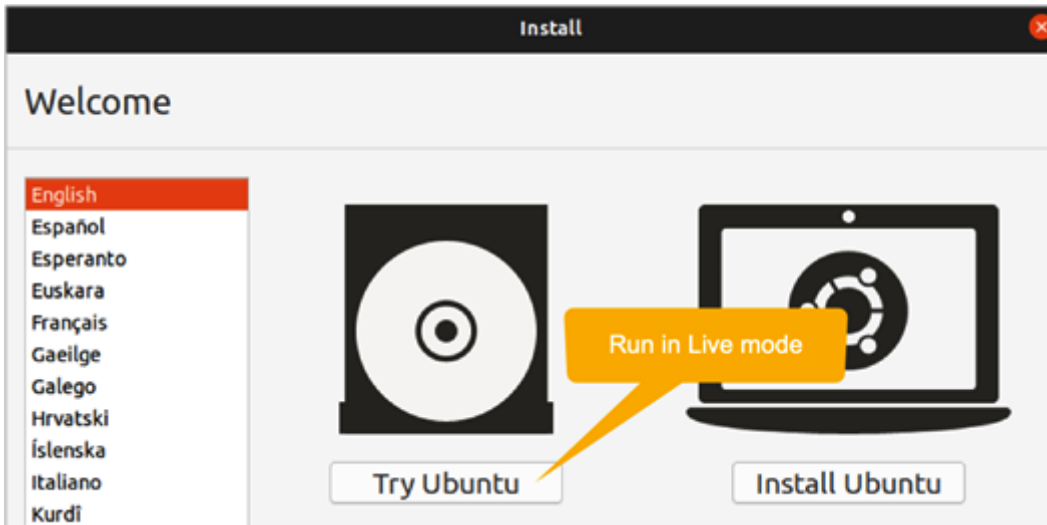 Install
Welcome
English
Español
Esperanto
Euskara
Français
Gaeilge
Galego
Hrvatski
Íslenska
Italiano
Kurdî
Run in Live mode
Try Ubuntu
Install Ubuntu